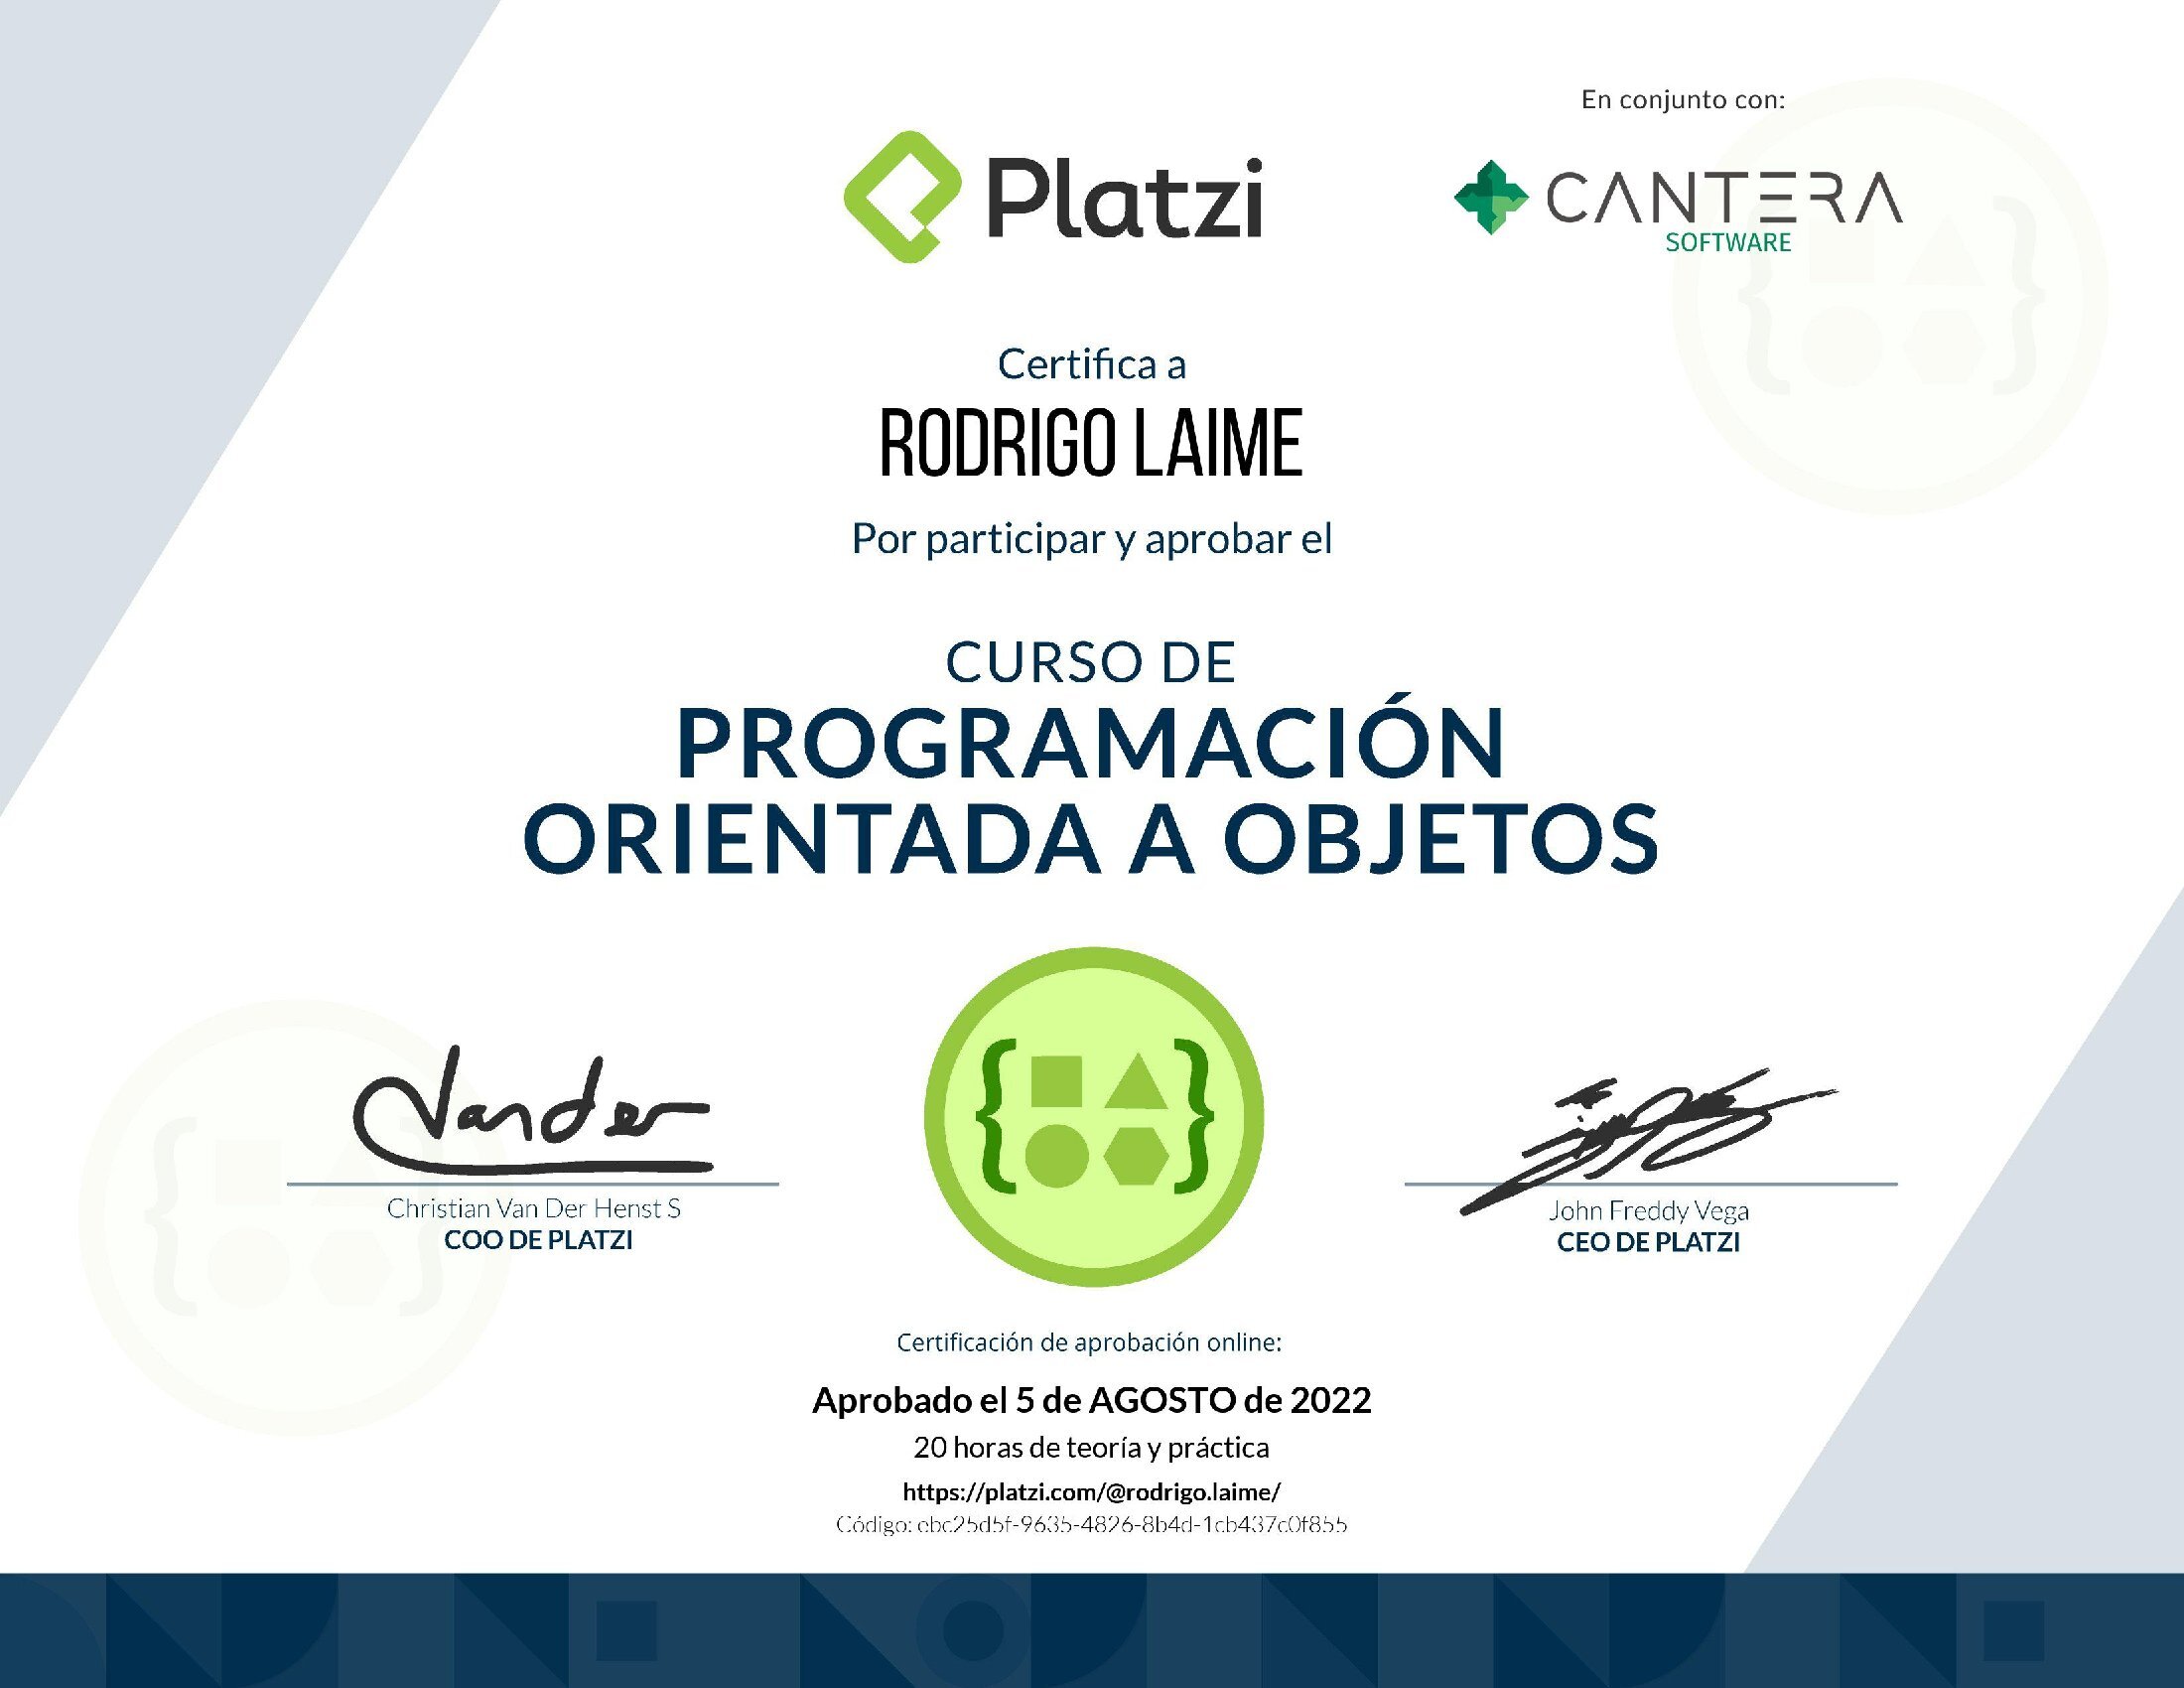 En conjunto con:
Platzi
CANTERA
SOFTWARE
Certifica a
RODRIGO LAIME
Por participar y aprobar el
CURSO DE
PROGRAMACIÓN
ORIENTADA A OBJETOS
Vander
Christian Van Der Henst S
COO DE PLATZI
John Freddy Vega
CEO DE PLATZI
Certificación de aprobación online:
Aprobado el 5 de AGOSTO de 2022
20 horas de teoría y práctica
https://platzi.com/@rodrigo.laime/
Código: ebc25d5f-9635-4826-8b4d-1cb437c0f855